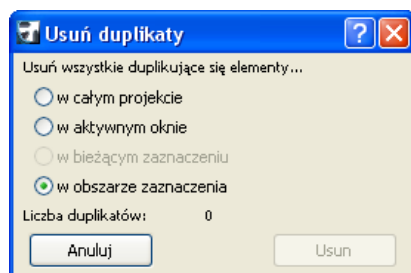 Usuń duplikaty
Usuń wszystkie duplikujące się elementy...
w całym projekcie
w aktywnym oknie
w bieżącym zaznaczeniu
w obszarze zaznaczenia
Liczba duplikatów: 0
Anuluj Usun